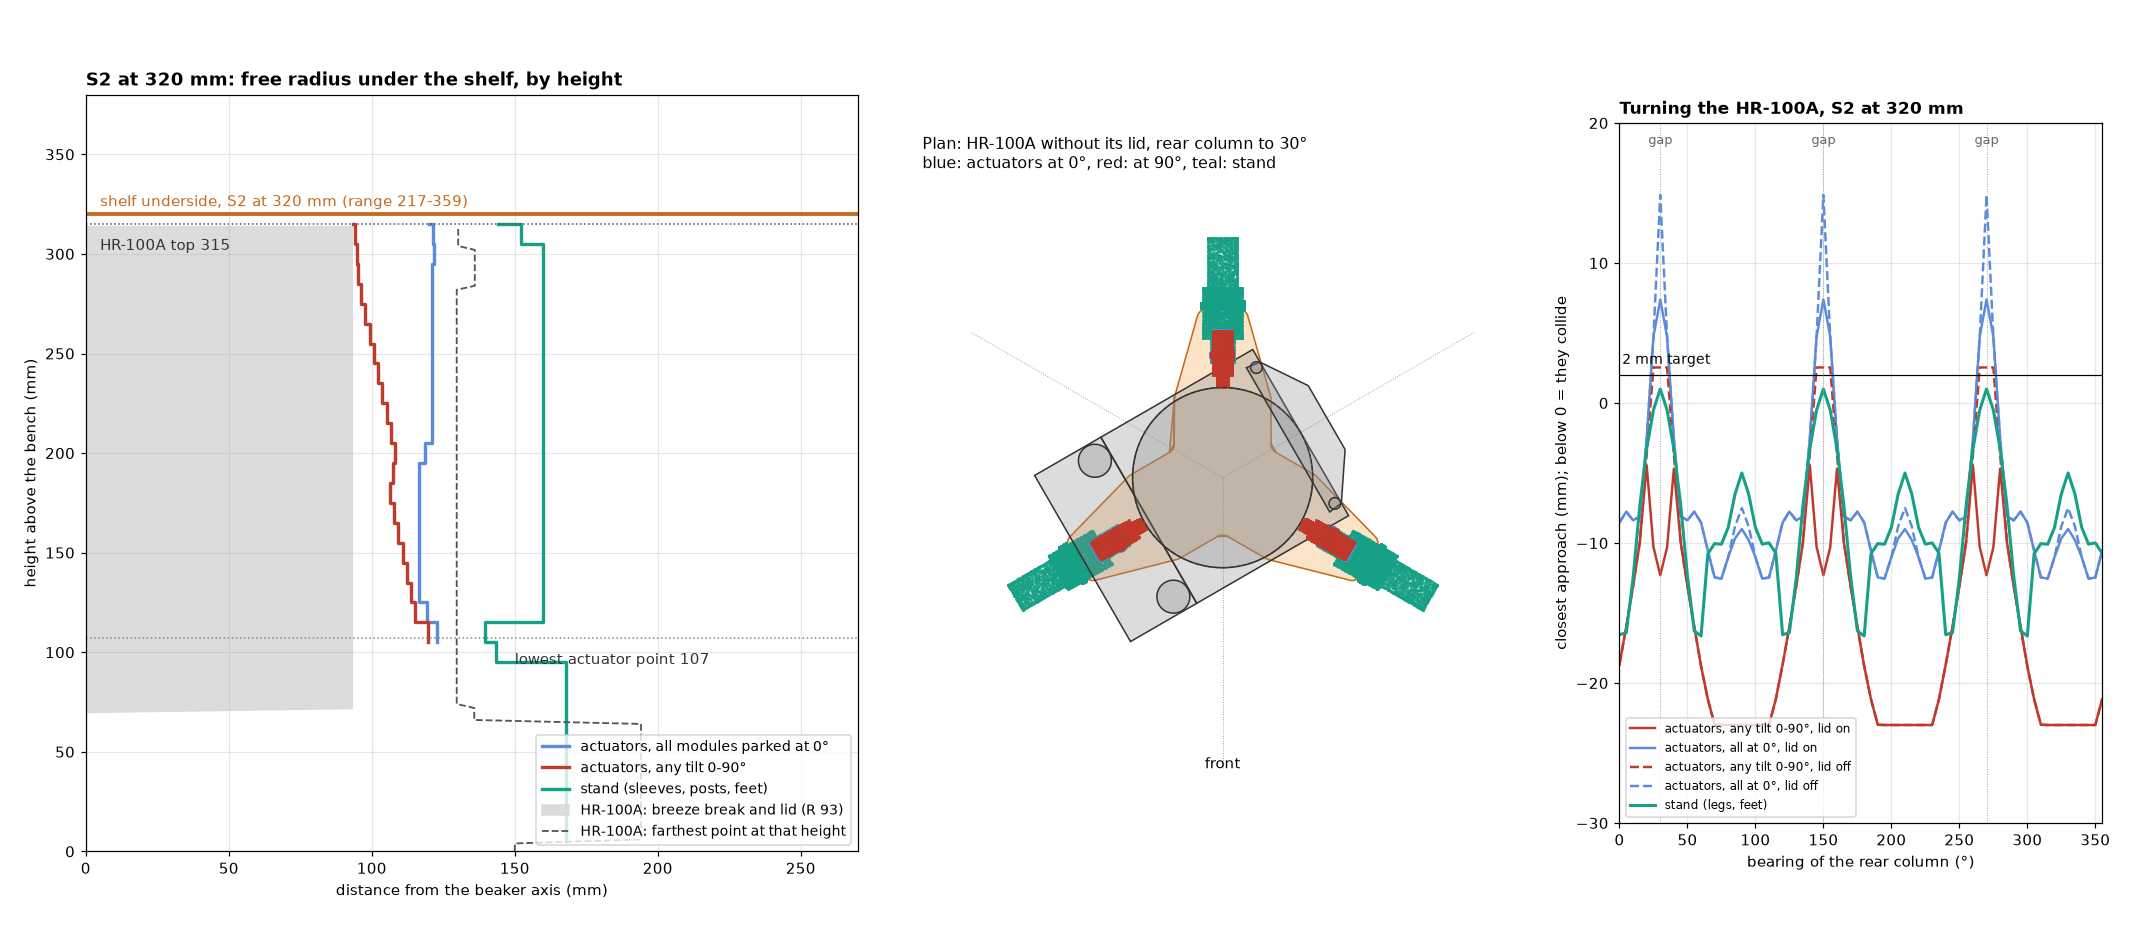 S2 at 320 mm: free radius under the shelf, by height
350
300
250
200
150
100
50
0
height above the bench (mm)
shelf underside, S2 at 320 mm (range 217-359)
HR-100A top 315
lowest actuator point 107
actuators, all modules parked at 0°
actuators, any tilt 0-90°
stand (sleeves, posts, feet)
HR-100A: breeze break and lid (R 93)
HR-100A: farthest point at that height
0
50
100
150
200
250
distance from the beaker axis (mm)
Plan: HR-100A without its lid, rear column to 30°
blue: actuators at 0°, red: at 90°, teal: stand
front
Turning the HR-100A, S2 at 320 mm
20
10
0
−10
−20
−30
closest approach (mm); below 0 = they collide
gap
gap
gap
2 mm target
actuators, any tilt 0-90°, lid on
actuators, all at 0°, lid on
actuators, any tilt 0-90°, lid off
actuators, all at 0°, lid off
stand (legs, feet)
0
50
100
150
200
250
300
350
bearing of the rear column (°)